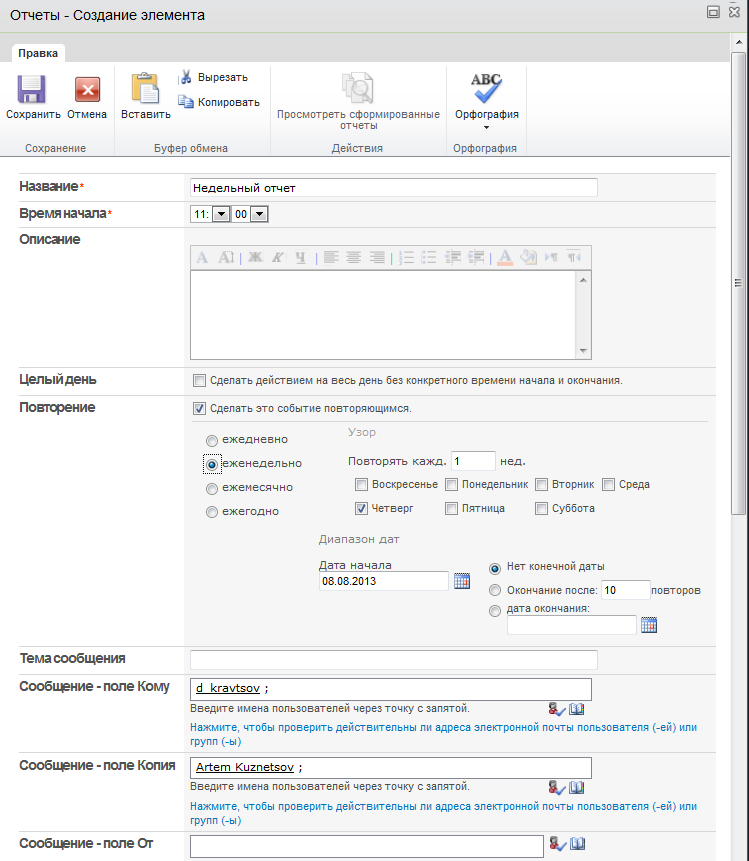 Отчеты - Создание элемента
Правка
Сохранить Отмена Вставить Вырезать Копировать Просмотреть сформированные отчеты ABC Орфография
Сохранение Буфер обмена Действия Орфография
Название* Недельный отчет
Время начала* 11: 00
Описание
A A Ж К Ч A
Целый день Сделать действием на весь день без конкретного времени начала и окончания.
Повторение Сделать это событие повторяющимся.
ежедневно Узор
еженедельно Повторять кажд. 1 нед.
ежемесячно Воскресенье Понедельник Вторник Среда
ежегодно Четверг Пятница Суббота
Диапазон дат
Дата начала Нет конечной даты
08.08.2013 Окончание после: 10 повторов
дата окончания:
Тема сообщения
Сообщение - поле Кому d_kravtsov ;
Введите имена пользователей через точку с запятой.
Нажмите, чтобы проверить действительны ли адреса электронной почты пользователя (-ей) или
групп (-ы)
Сообщение - поле Копия Artem Kuznetsov ;
Введите имена пользователей через точку с запятой.
Нажмите, чтобы проверить действительны ли адреса электронной почты пользователя (-ей) или
групп (-ы)
Сообщение - поле От